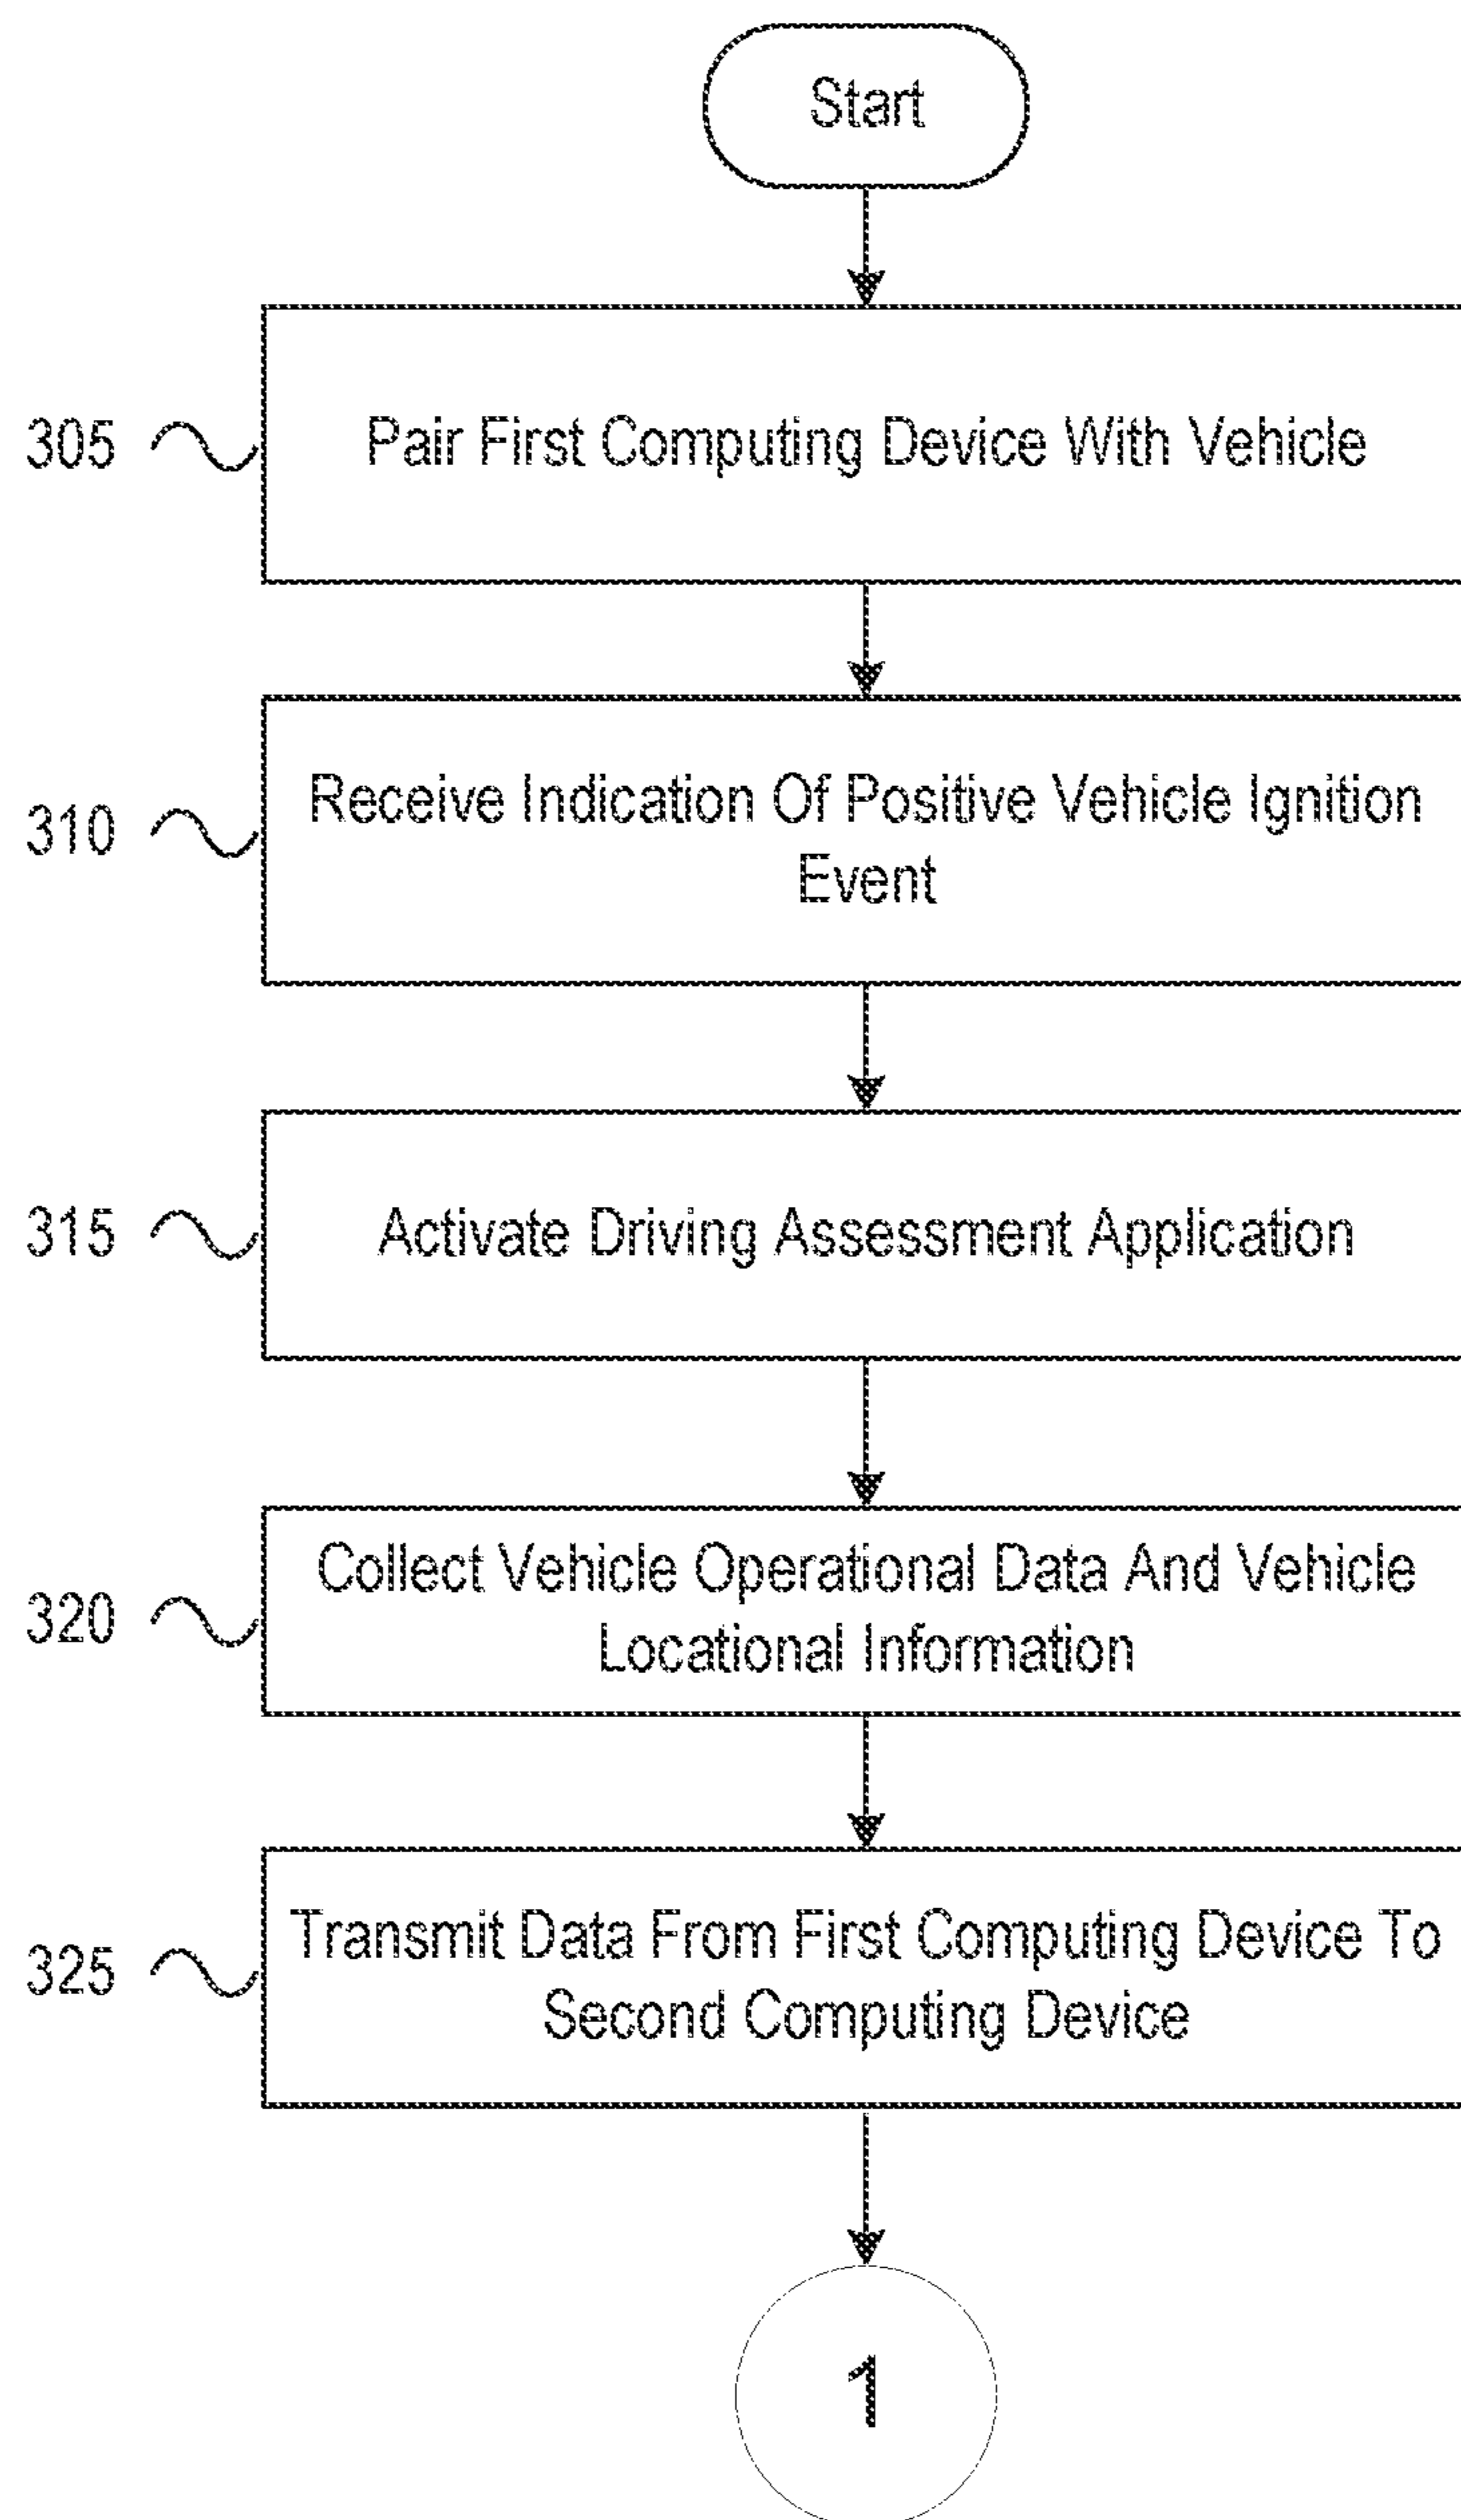 Start
305 Pair First Computing Device With Vehicle
310 Receive Indication Of Positive Vehicle Ignition
Event
315 Activate Driving Assessment Application
320 Collect Vehicle Operational Data And Vehicle
Locational Information
325 Transmit Data From First Computing Device To
Second Computing Device
1